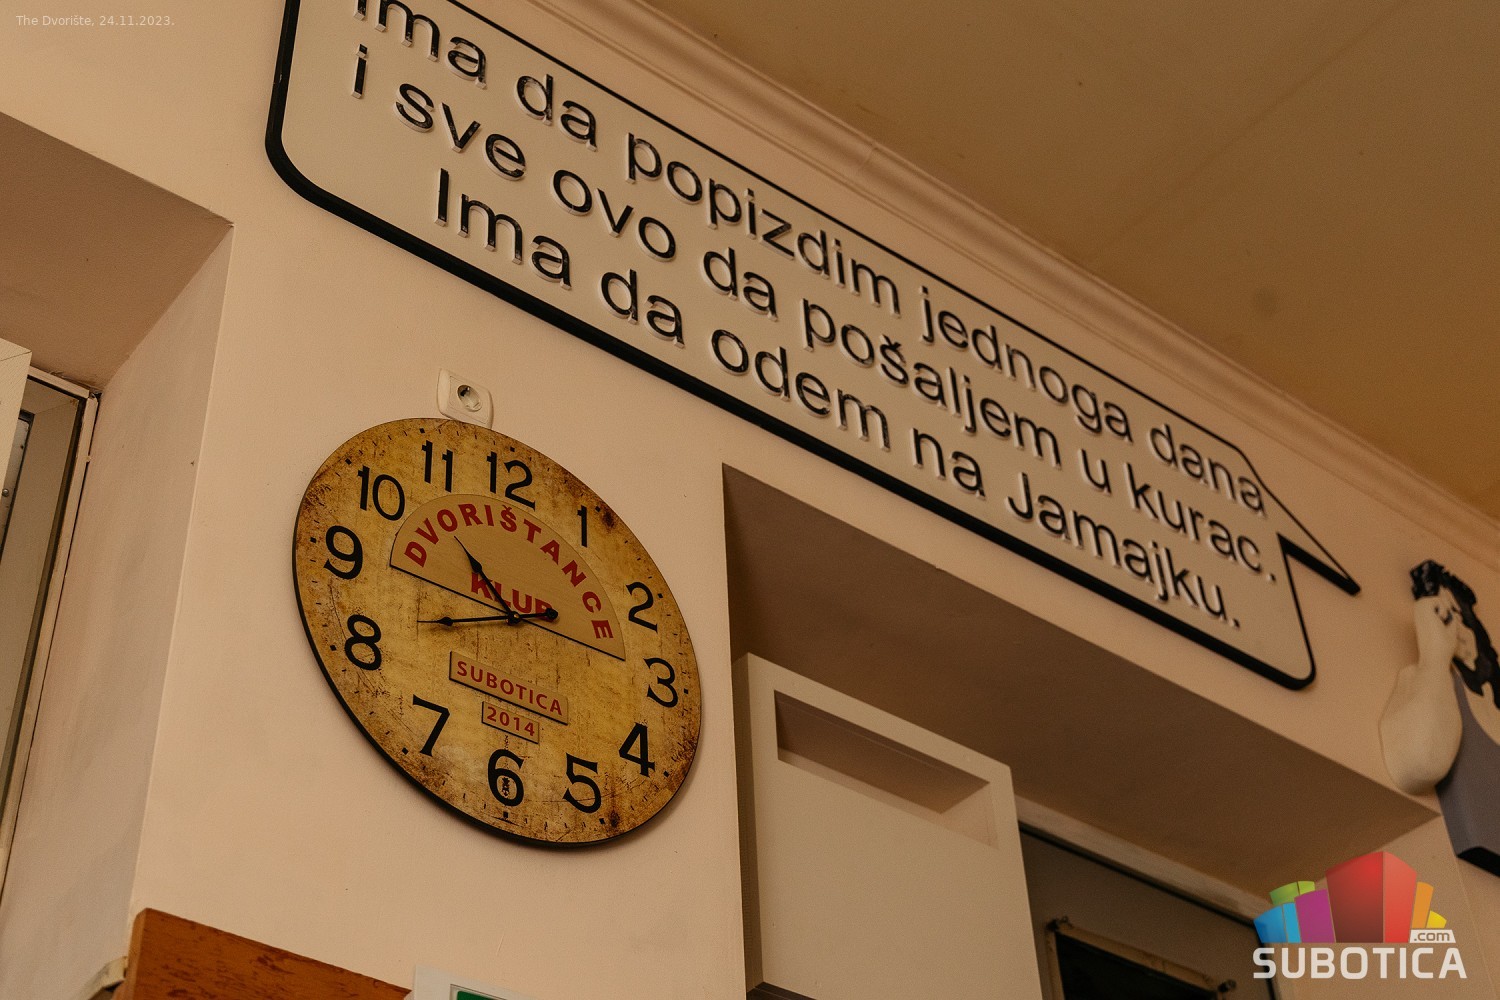 The Dvorište, 24.11.2023.
Ima da popizdim jednoga dana
i sve ovo da pošaljem u kurac.
Ima da odem na Jamajku.
11 12 1
10 2
9 3
8 4
7 6 5
DVORIŠTANCE
KLUB
SUBOTICA
2014
.com
SUBOTICA